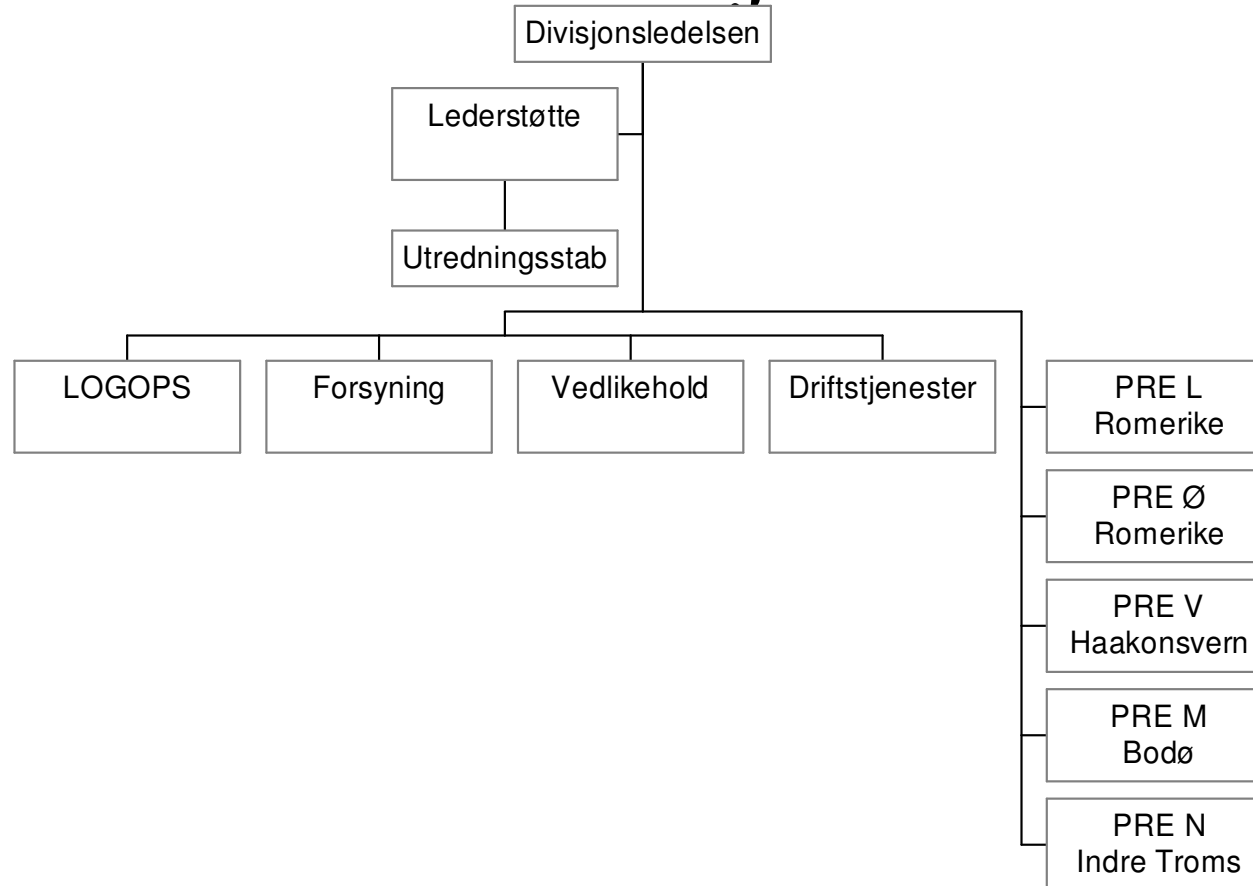 Divisjonsledelsen
Lederstøtte
Utredningsstab
LOGOPS
Forsyning
Vedlikehold
Driftstjenester
PRE L
Romerike
PRE Ø
Romerike
PRE V
Haakonsvern
PRE M
Bodø
PRE N
Indre Troms